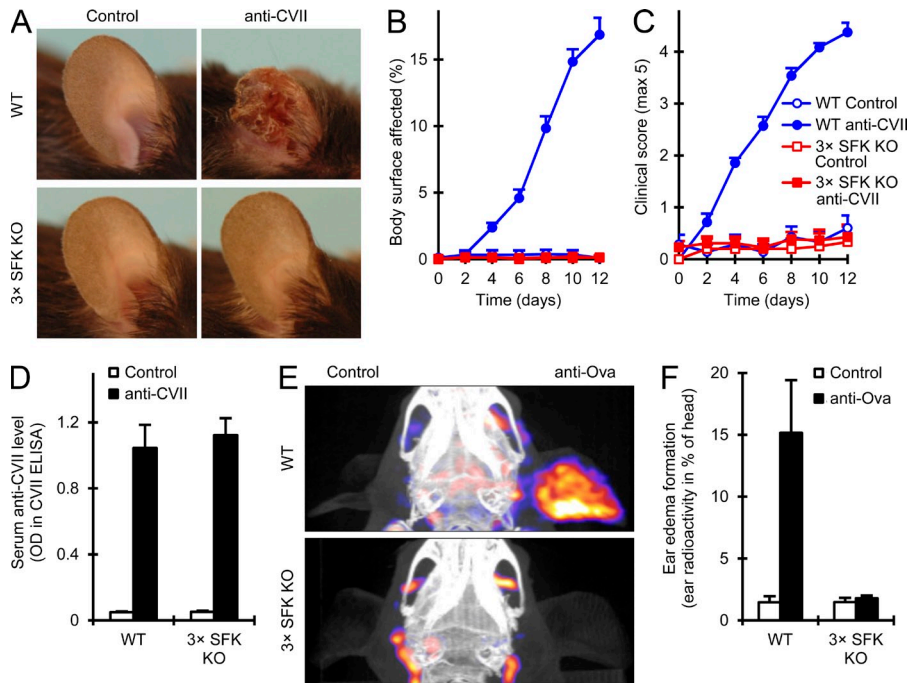 A
Control
anti-CVII
WT
3× SFK KO
B
Body surface affected (%)
15
10
5
0
0 2 4 6 8 10 12
Time (days)
C
Clinical score (max 5)
4
3
2
1
0
0 2 4 6 8 10 12
Time (days)
WT Control
WT anti-CVII
3× SFK KO
Control
3× SFK KO
anti-CVII
D
Control
anti-CVII
Serum anti-CVII level
(OD in CVII ELISA)
1.2
0.8
0.4
0
WT
3× SFK
KO
E
Control
anti-Ova
WT
3× SFK KO
F
Control
anti-Ova
Ear edema formation
(ear radioactivity in % of head)
20
15
10
5
0
WT
3× SFK
KO